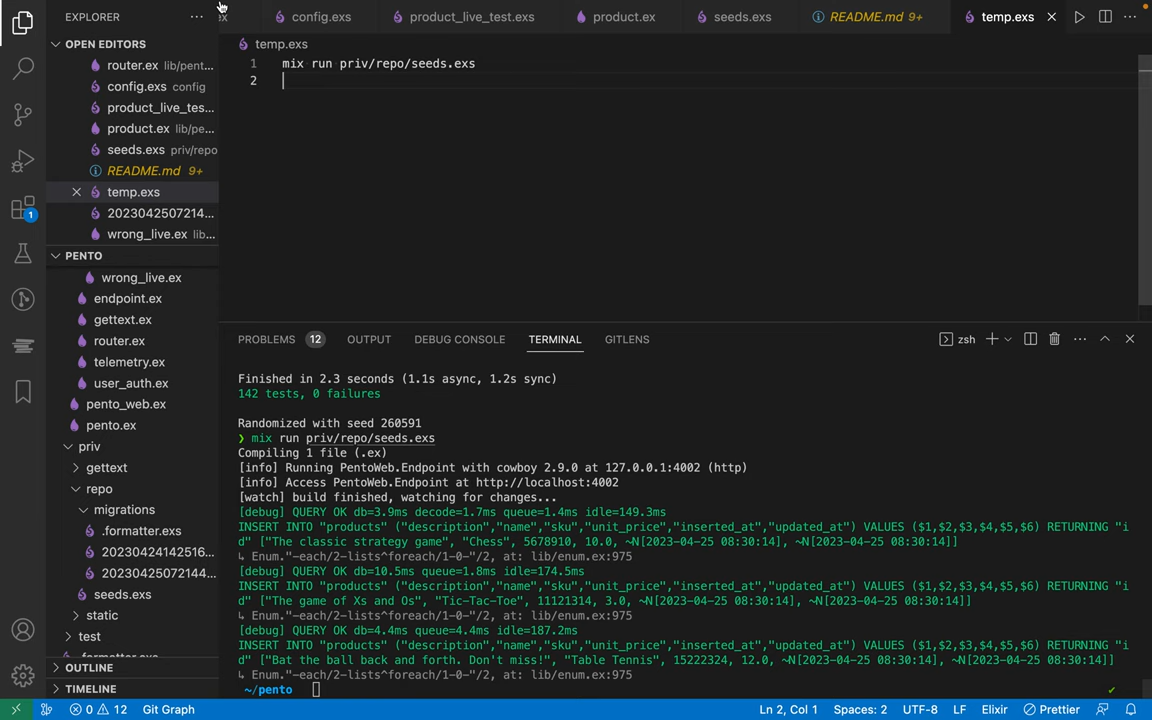 EXPLORER
OPEN EDITORS
router.ex lib/pent...
config.exs config
product_live_tes...
product.ex lib/pe...
seeds.exs priv/repo
README.md 9+
temp.exs
2023042507214...
wrong_live.ex lib...
PENTO
wrong_live.ex
endpoint.ex
gettext.ex
router.ex
telemetry.ex
user_auth.ex
pento_web.ex
pento.ex
priv
gettext
repo
migrations
.formatter.exs
20230424142516...
20230425072144...
seeds.exs
static
test
.formatter.exs
OUTLINE
TIMELINE
1
ex
config.exs
product_live_test.exs
product.ex
seeds.exs
README.md 9+
temp.exs
temp.exs
1 mix run priv/repo/seeds.exs
2
PROBLEMS 12 OUTPUT DEBUG CONSOLE TERMINAL GITLENS
zsh
Finished in 2.3 seconds (1.1s async, 1.2s sync)
142 tests, 0 failures
Randomized with seed 260591
❯ mix run priv/repo/seeds.exs
Compiling 1 file (.ex)
[info] Running PentoWeb.Endpoint with cowboy 2.9.0 at 127.0.0.1:4002 (http)
[info] Access PentoWeb.Endpoint at http://localhost:4002
[watch] build finished, watching for changes...
[debug] QUERY OK db=3.9ms decode=1.7ms queue=1.4ms idle=149.3ms
INSERT INTO "products" ("description","name","sku","unit_price","inserted_at","updated_at") VALUES ($1,$2,$3,$4,$5,$6) RETURNING "i
d" ["The classic strategy game", "Chess", 5678910, 10.0, ~N[2023-04-25 08:30:14], ~N[2023-04-25 08:30:14]]
↳ Enum."-each/2-lists^foreach/1-0-"/2, at: lib/enum.ex:975
[debug] QUERY OK db=10.5ms queue=1.8ms idle=174.5ms
INSERT INTO "products" ("description","name","sku","unit_price","inserted_at","updated_at") VALUES ($1,$2,$3,$4,$5,$6) RETURNING "i
d" ["The game of Xs and Os", "Tic-Tac-Toe", 11121314, 3.0, ~N[2023-04-25 08:30:14], ~N[2023-04-25 08:30:14]]
↳ Enum."-each/2-lists^foreach/1-0-"/2, at: lib/enum.ex:975
[debug] QUERY OK db=4.4ms queue=4.4ms idle=187.2ms
INSERT INTO "products" ("description","name","sku","unit_price","inserted_at","updated_at") VALUES ($1,$2,$3,$4,$5,$6) RETURNING "i
d" ["Bat the ball back and forth. Don't miss!", "Table Tennis", 15222324, 12.0, ~N[2023-04-25 08:30:14], ~N[2023-04-25 08:30:14]]
↳ Enum."-each/2-lists^foreach/1-0-"/2, at: lib/enum.ex:975
~/pento
0 12 Git Graph Ln 2, Col 1 Spaces: 2 UTF-8 LF Elixir Prettier